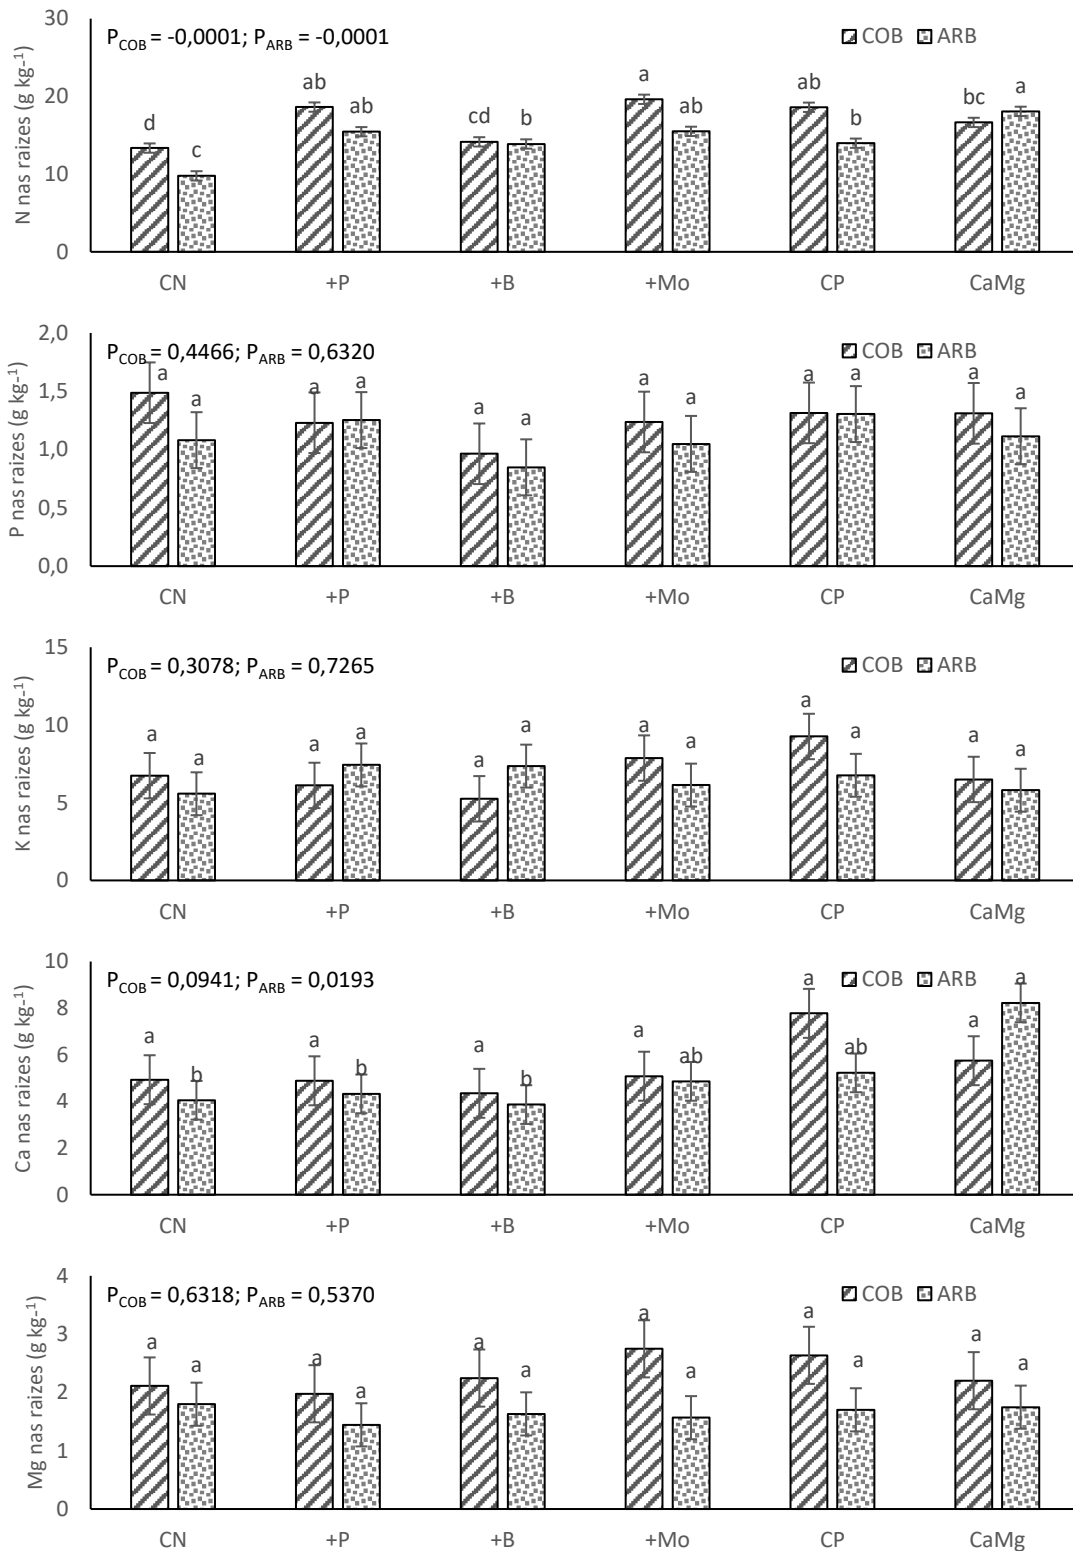 N nas raizes (g kg-1)
P_COB = -0,0001; P_ARB = -0,0001
COB ARB
30
20
10
0
d c ab ab cd b a ab ab b bc a
CN +P +B +Mo CP CaMg
P nas raizes (g kg-1)
P_COB = 0,4466; P_ARB = 0,6320
COB ARB
2,0
1,5
1,0
0,5
0,0
a a a a a a a a a a a a
CN +P +B +Mo CP CaMg
K nas raizes (g kg-1)
P_COB = 0,3078; P_ARB = 0,7265
COB ARB
15
10
5
0
a a a a a a a a a a a a
CN +P +B +Mo CP CaMg
Ca nas raizes (g kg-1)
P_COB = 0,0941; P_ARB = 0,0193
COB ARB
10
8
6
4
2
0
a b a b a b a ab a ab a a
CN +P +B +Mo CP CaMg
Mg nas raizes (g kg-1)
P_COB = 0,6318; P_ARB = 0,5370
COB ARB
4
3
2
1
0
a a a a a a a a a a a a
CN +P +B +Mo CP CaMg